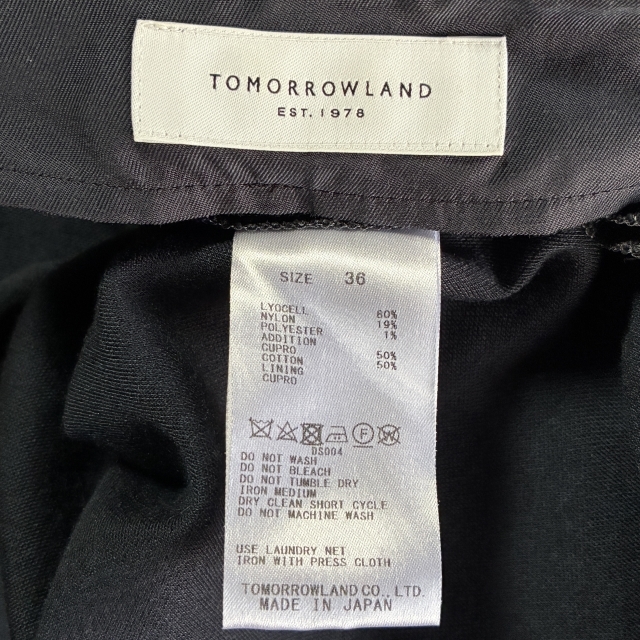 TOMORROWLAND
EST. 1978
SIZE 36
LYOCELL 80%
NYLON 19%
POLYESTER 1%
ADDITION
CUPRO 50%
COTTON 50%
LINING
CUPRO
DS004
DO NOT WASH
DO NOT BLEACH
DO NOT TUMBLE DRY
IRON MEDIUM
DRY CLEAN SHORT CYCLE
DO NOT MACHINE WASH
USE LAUNDRY NET
IRON WITH PRESS CLOTH
TOMORROWLAND CO., LTD.
MADE IN JAPAN